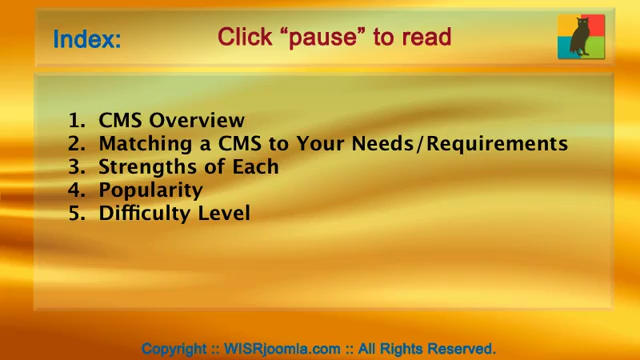 Index:
Click “pause” to read
1. CMS Overview
2. Matching a CMS to Your Needs/Requirements
3. Strengths of Each
4. Popularity
5. Difficulty Level
Copyright :: WISRjoomla.com :: All Rights Reserved.